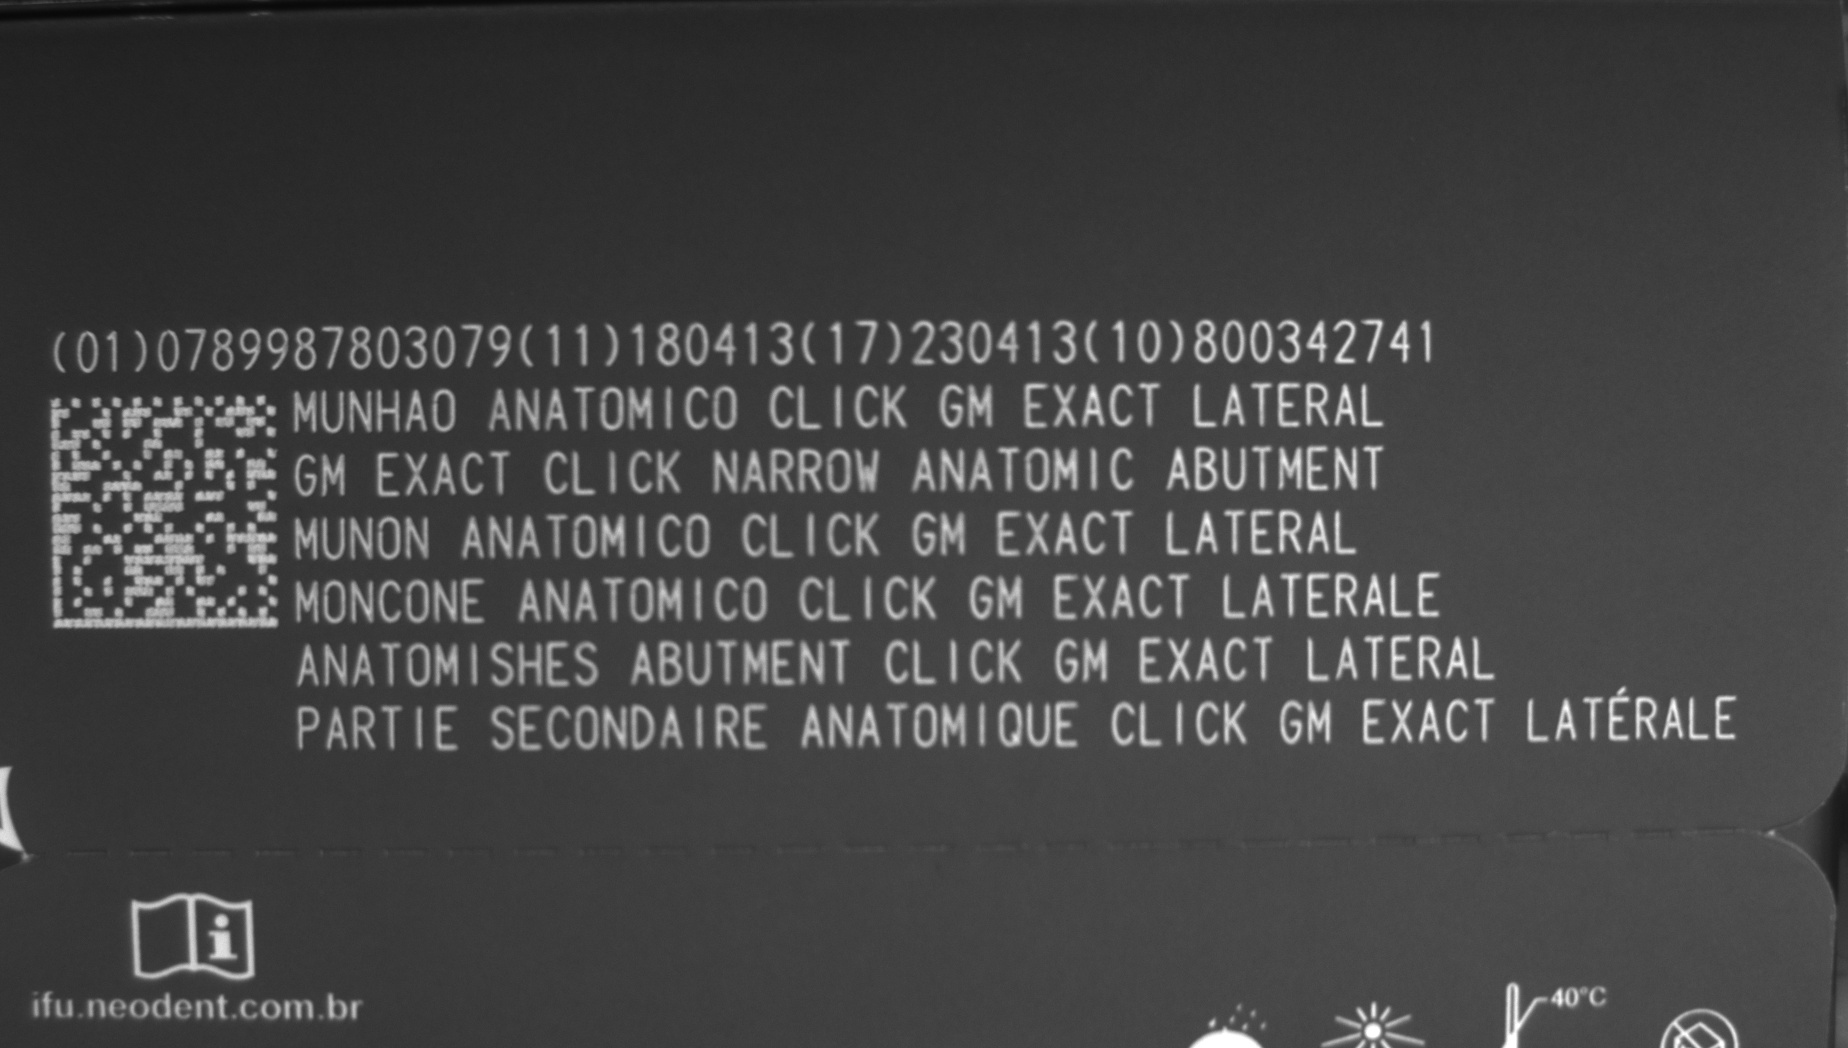 (01)0789987803079(11)180413(17)230413(10)800342741
MUNHAO ANATOMICO CLICK GM EXACT LATERAL
GM EXACT CLICK NARROW ANATOMIC ABUTMENT
MUNON ANATOMICO CLICK GM EXACT LATERAL
MONCONE ANATOMICO CLICK GM EXACT LATERALE
ANATOMISHES ABUTMENT CLICK GM EXACT LATERAL
PARTIE SECONDAIRE ANATOMIQUE CLICK GM EXACT LATÉRALE
i
ifu.neodent.com.br
40°C